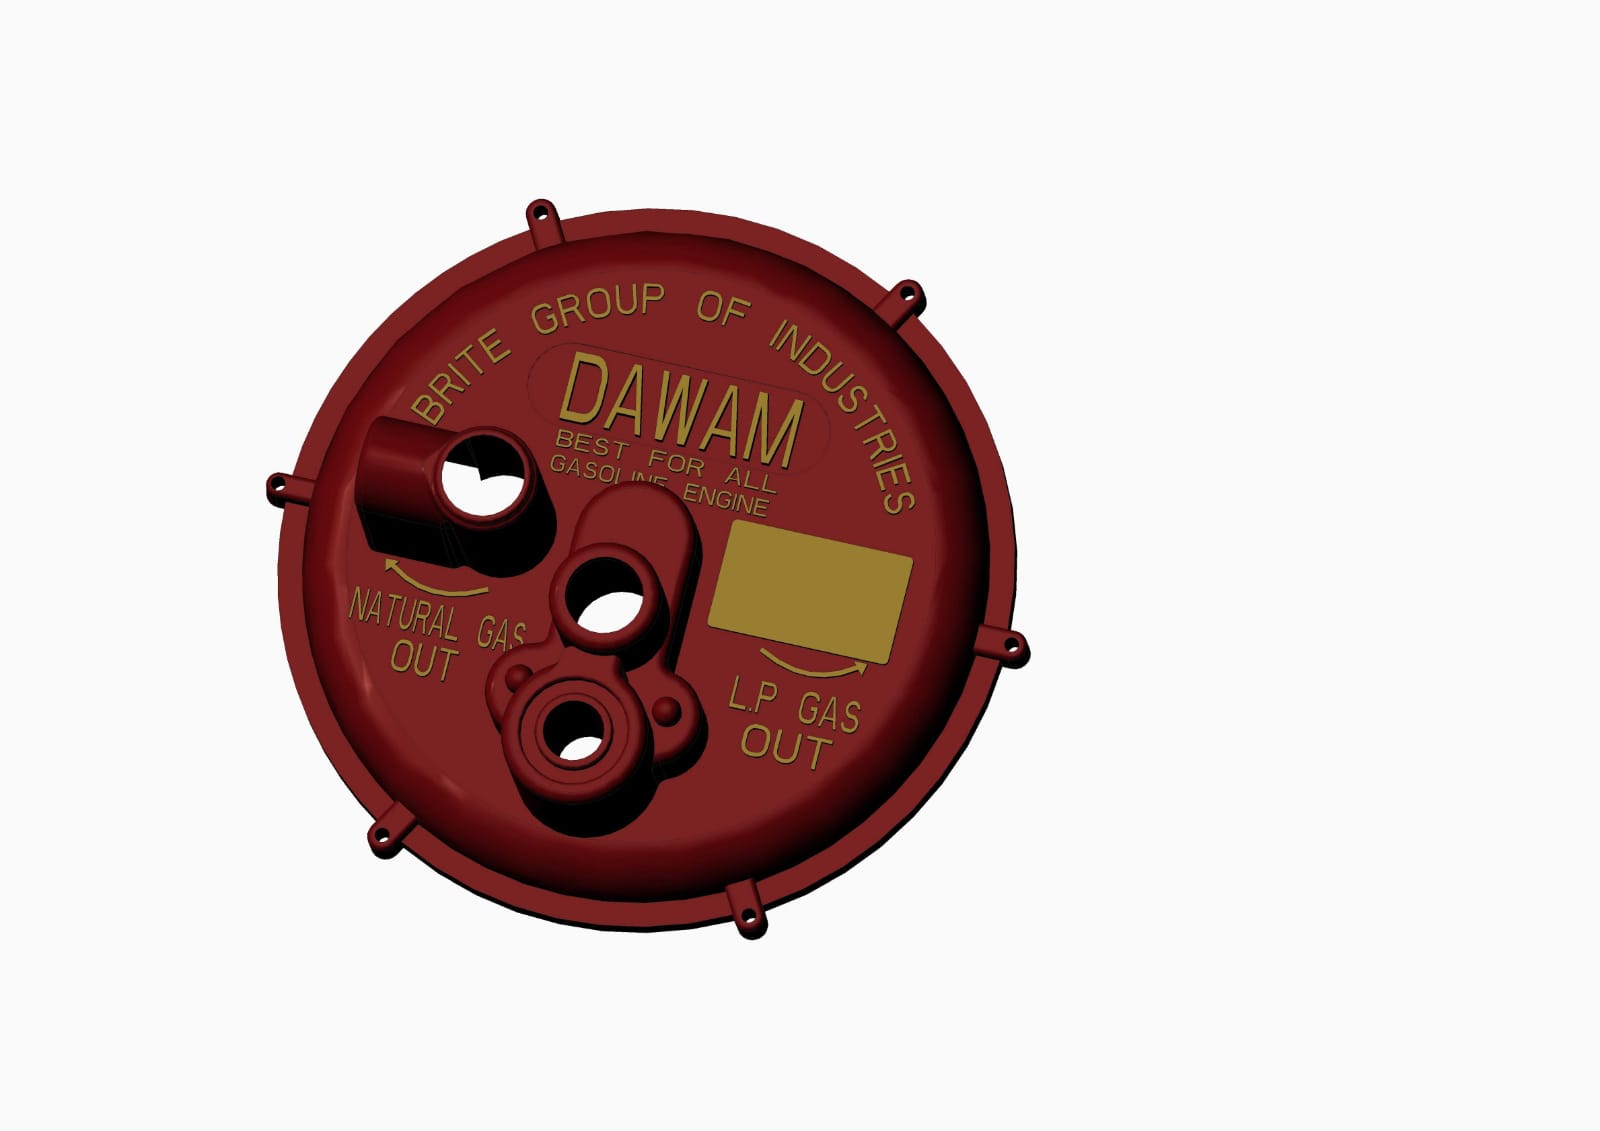 BRITE GROUP OF INDUSTRIES
DAWAM
BEST FOR ALL
GASOLINE ENGINE
NATURAL GAS
OUT
L.P GAS
OUT